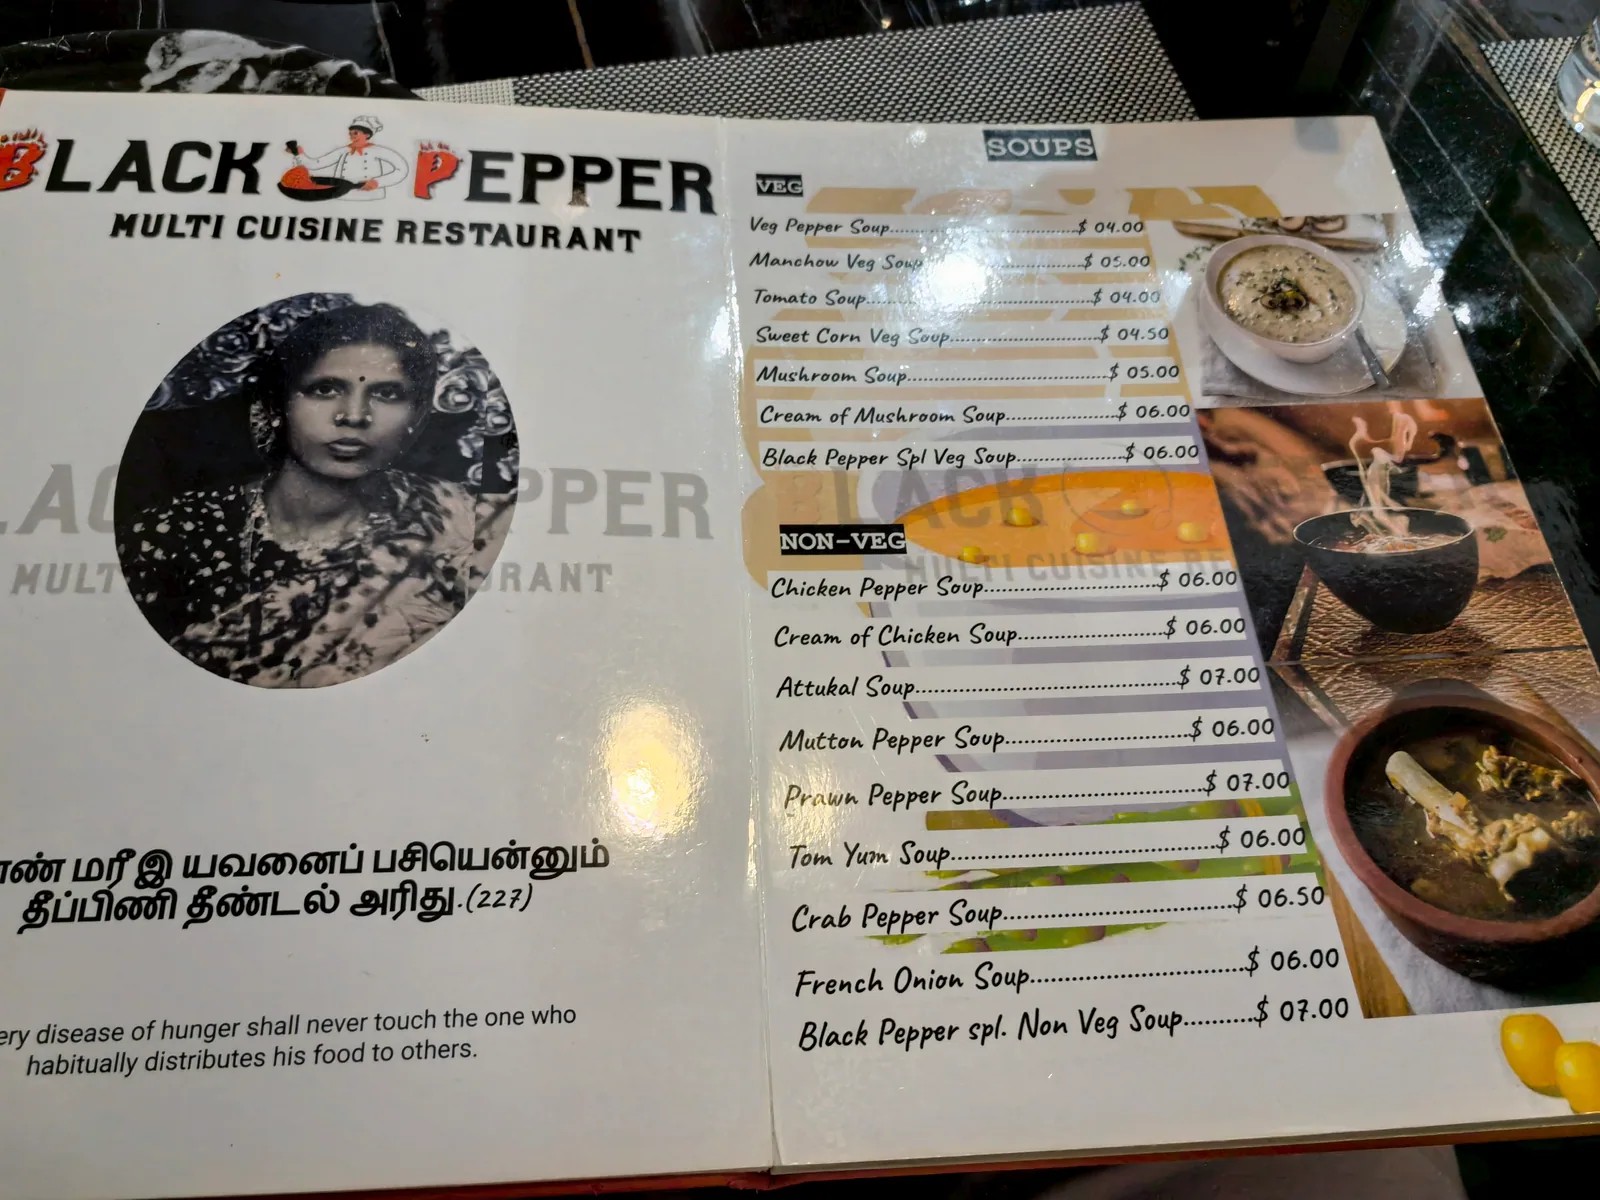 BLACK PEPPER
MULTI CUISINE RESTAURANT
மரீஇ யவனைப் பசியென்னும்
தீப்பிணி தீண்டல் அரிது.(227)
disease of hunger shall never touch the one who
habitually distributes his food to others.
SOUPS
VEG
Veg Pepper Soup..............................$ 04.00
Manchow Veg Soup..............................$ 05.00
Tomato Soup..............................$ 04.00
Sweet Corn Veg Soup..............................$ 04.50
Mushroom Soup..............................$ 05.00
Cream of Mushroom Soup....................$ 06.00
Black Pepper Spl Veg Soup....................$ 06.00
NON-VEG
Chicken Pepper Soup..............................$ 06.00
Cream of Chicken Soup.........................$ 06.00
Attukal Soup........................................$ 07.00
Mutton Pepper Soup..............................$ 06.00
Prawn Pepper Soup..............................$ 07.00
Tom Yum Soup........................................$ 06.00
Crab Pepper Soup..............................$ 06.50
French Onion Soup..............................$ 06.00
Black Pepper spl. Non Veg Soup..........$ 07.00